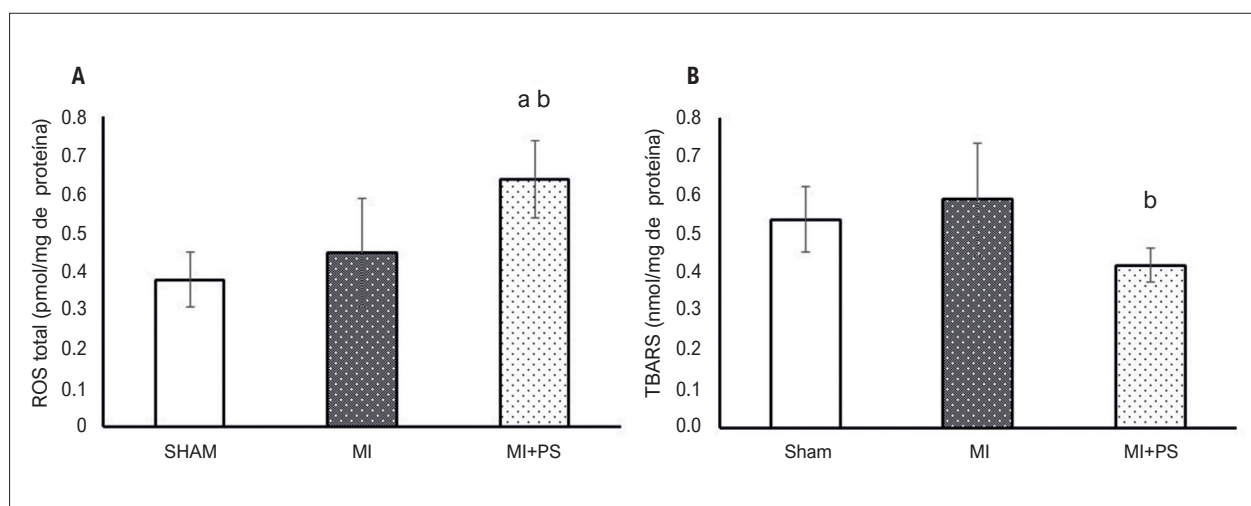 A
a b
ROS total (pmol/mg de proteína)
0.8
0.7
0.6
0.5
0.4
0.3
0.2
0.1
0
SHAM
MI
MI+PS
B
b
TBARS (nmol/mg de proteína)
0.8
0.7
0.6
0.5
0.4
0.3
0.2
0.1
0.0
Sham
MI
MI+PS